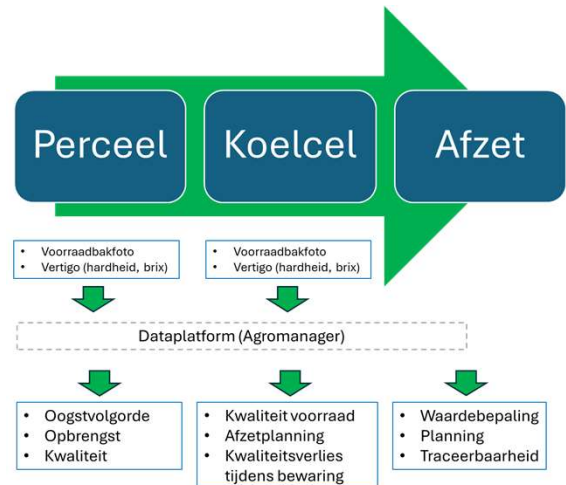 Perceel
Koelcel
Afzet
• Voorraadbakfoto
• Vertigo (hardheid, brix)
• Voorraadbakfoto
• Vertigo (hardheid, brix)
Dataplatform (Agromanager)
• Oogstvolgorde
• Opbrengst
• Kwaliteit
• Kwaliteit voorraad
• Afzetplanning
• Kwaliteitsverlies
tijdens bewaring
• Waardebepaling
• Planning
• Traceerbaarheid